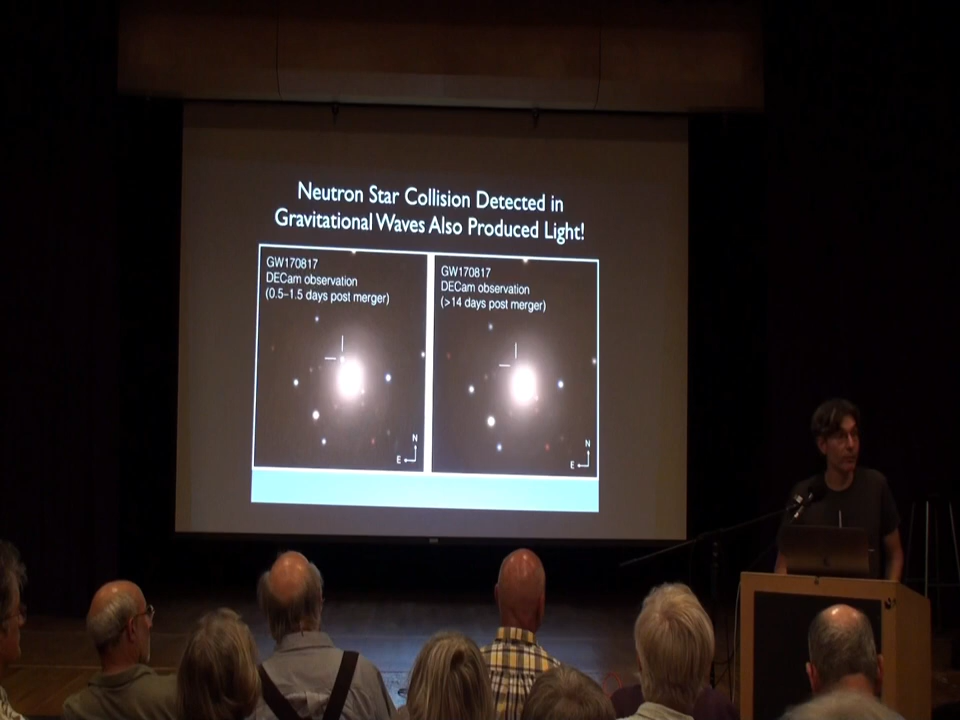 Neutron Star Collision Detected in
Gravitational Waves Also Produced Light!
GW170817
DECam observation
(0.5–1.5 days post merger)
N
E
GW170817
DECam observation
(>14 days post merger)
N
E